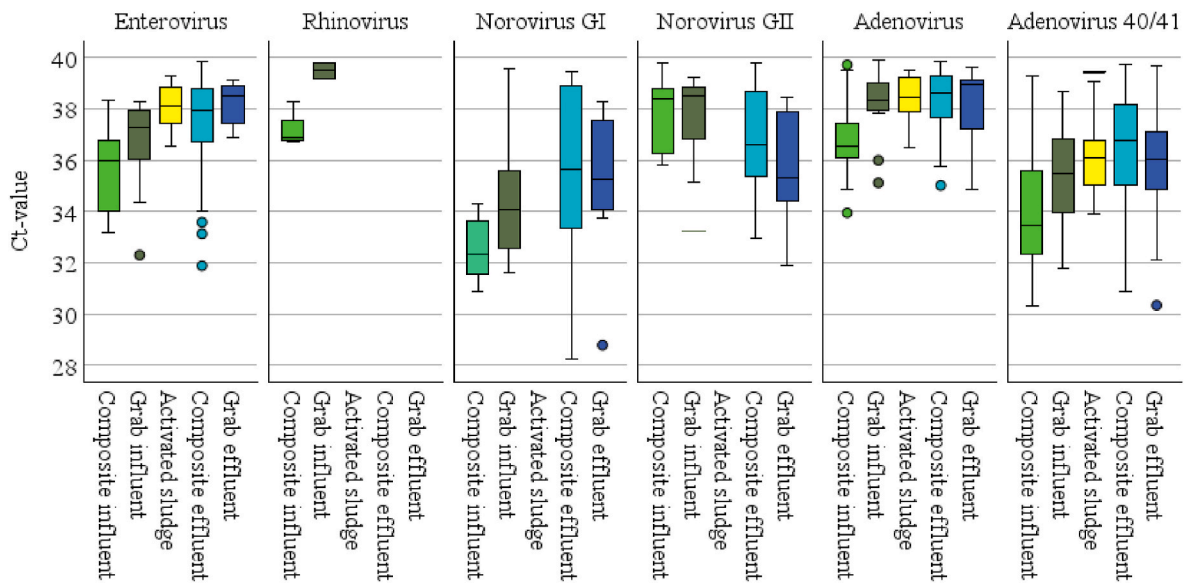 Enterovirus
Rhinovirus
Norovirus GI
Norovirus GII
Adenovirus
Adenovirus 40/41
Ct-value
40
38
36
34
32
30
28
Composite influent
Grab influent
Activated sludge
Composite effluent
Grab effluent
Composite influent
Grab influent
Activated sludge
Composite effluent
Grab effluent
Composite influent
Grab influent
Activated sludge
Composite effluent
Grab effluent
Composite influent
Grab influent
Activated sludge
Composite effluent
Grab effluent
Composite influent
Grab influent
Activated sludge
Composite effluent
Grab effluent
Composite influent
Grab influent
Activated sludge
Composite effluent
Grab effluent